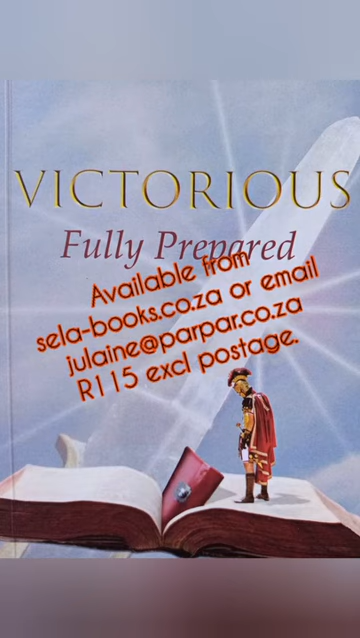 VICTORIOUS
Fully Prepared
Available from
sela-books.co.za or email
julaine@parpar.co.za
R115 excl postage.